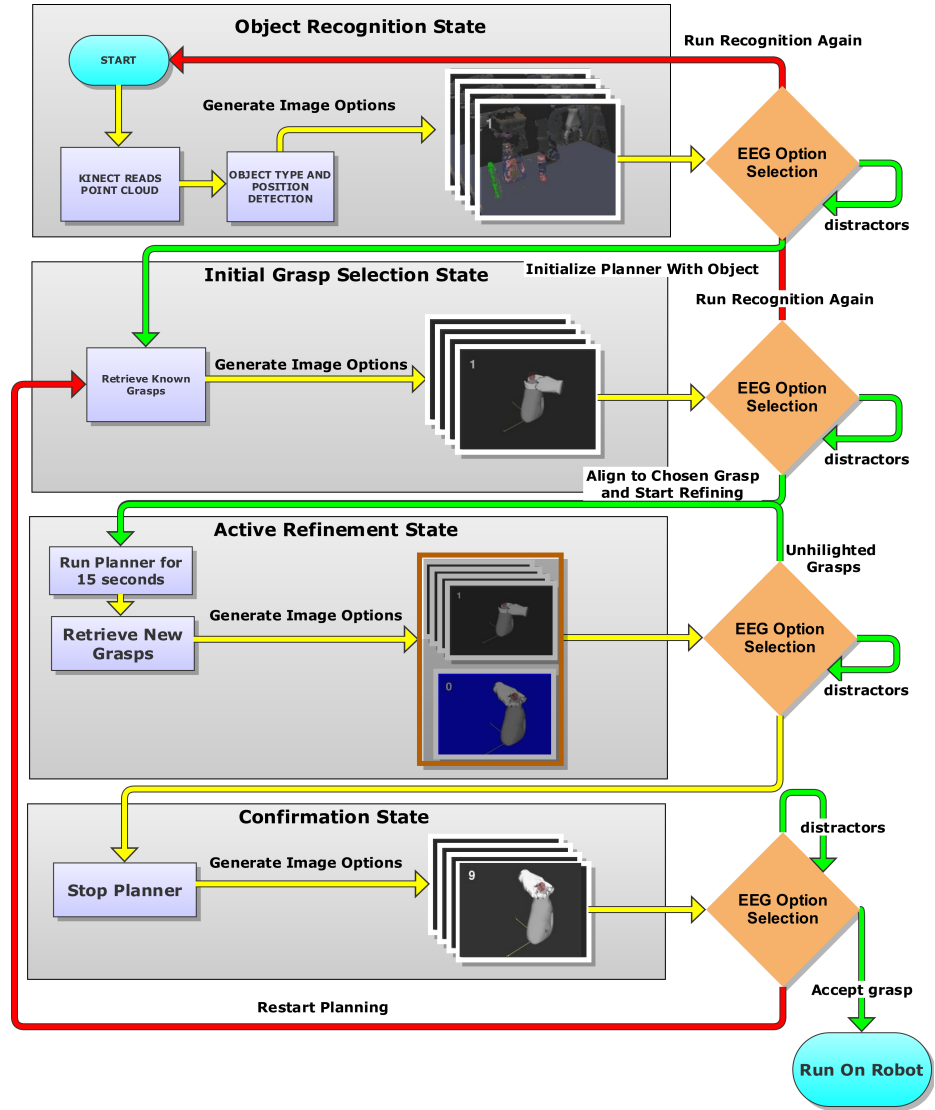 Object Recognition State
Run Recognition Again
START
Generate Image Options
1
EEG Option
Selection
KINECT READS
POINT CLOUD
OBJECT TYPE AND
POSITION
DETECTION
distractors
Initialize Planner With Object
Initial Grasp Selection State
Run Recognition Again
Generate Image Options
1
Retrieve Known
Grasps
EEG Option
Selection
distractors
Align to Chosen Grasp
and Start Refining
Active Refinement State
Unhilighted
Grasps
Run Planner for
15 seconds
1
Generate Image Options
Retrieve New
Grasps
EEG Option
Selection
0
distractors
Confirmation State
distractors
Generate Image Options
9
Stop Planner
EEG Option
Selection
Accept grasp
Restart Planning
Run On Robot